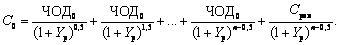 C₀ = ЧОД₀/(1 + Y_p)^0,5 + ЧОД₀/(1 + Y_p)^1,5 + ... + ЧОД₀/(1 + Y_p)^n−0,5 + C_рев/(1 + Y_p)^n−0,5.